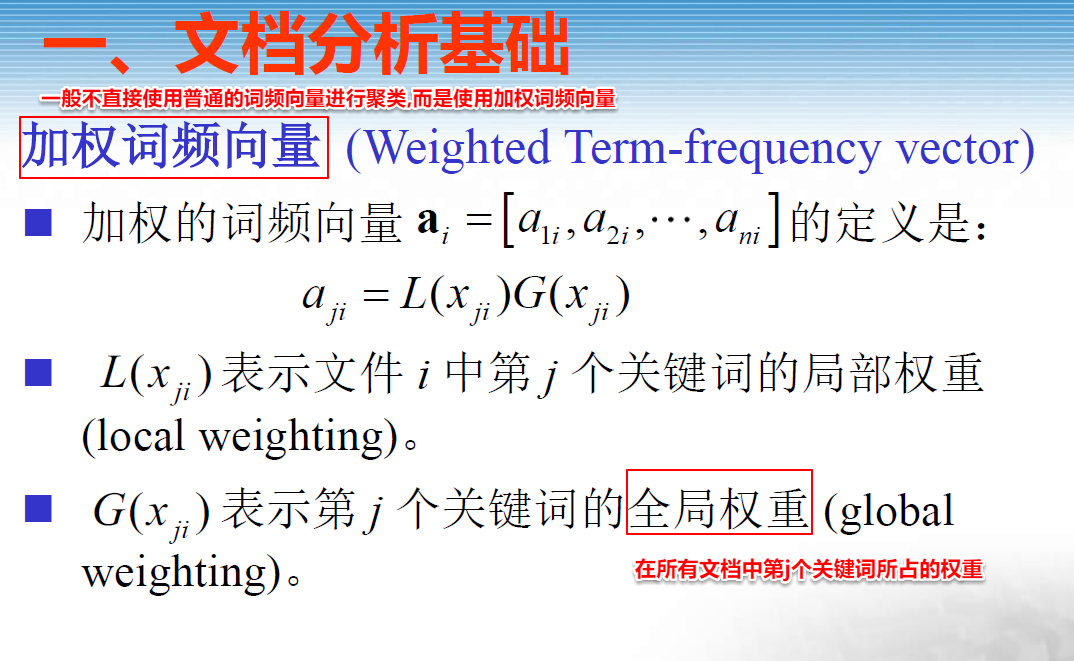 一、文档分析基础
一般不直接使用普通的词频向量进行聚类,而是使用加权词频向量
加权词频向量 (Weighted Term-frequency vector)
■ 加权的词频向量 a_i = [a_{1i}, a_{2i}, ⋯, a_{ni}] 的定义是：
a_{ji} = L(x_{ji})G(x_{ji})
■ L(x_{ji}) 表示文件 i 中第 j 个关键词的局部权重
(local weighting)。
■ G(x_{ji}) 表示第 j 个关键词的全局权重 (global
weighting)。
在所有文档中第j个关键词所占的权重